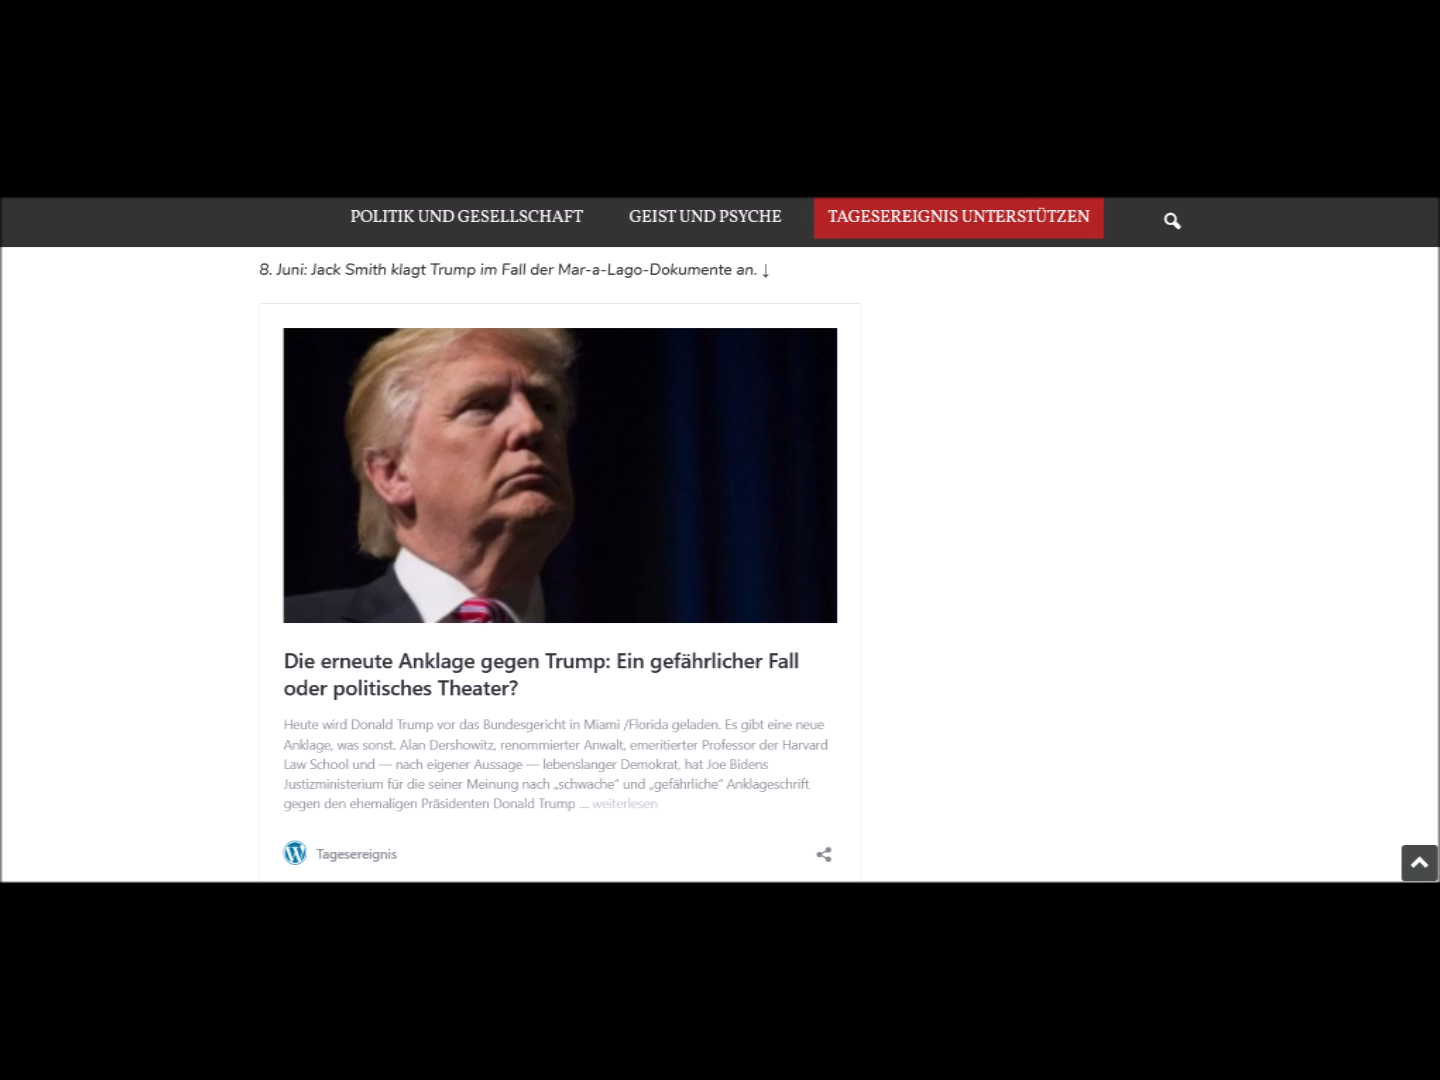 POLITIK UND GESELLSCHAFT GEIST UND PSYCHE TAGESEREIGNIS UNTERSTÜTZEN
8. Juni: Jack Smith klagt Trump im Fall der Mar-a-Lago-Dokumente an. ↓
Die erneute Anklage gegen Trump: Ein gefährlicher Fall
oder politisches Theater?
Heute wird Donald Trump vor das Bundesgericht in Miami /Florida geladen. Es gibt eine neue
Anklage, was sonst. Alan Dershowitz, renommierter Anwalt, emeritierter Professor der Harvard
Law School und — nach eigener Aussage — lebenslanger Demokrat, hat Joe Bidens
Justizministerium für die seiner Meinung nach „schwache“ und „gefährliche“ Anklageschrift
gegen den ehemaligen Präsidenten Donald Trump ... weiterlesen
Tagesereignis